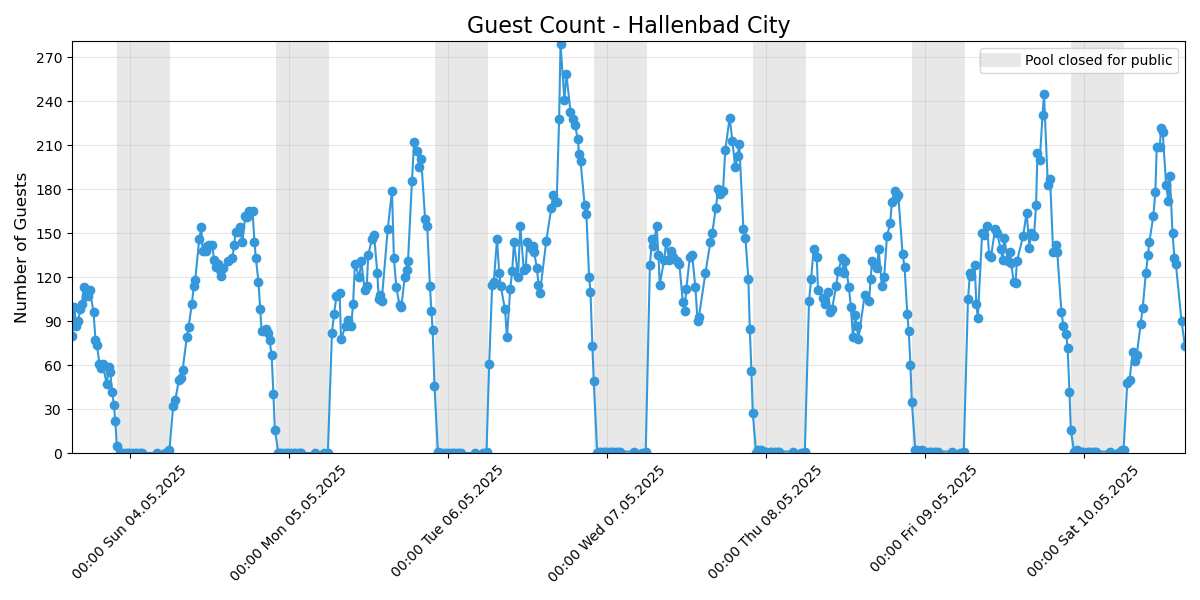 Guest Count - Hallenbad City
Pool closed for public
Number of Guests
270
240
210
180
150
120
90
60
30
0
00:00 Sun 04.05.2025
00:00 Mon 05.05.2025
00:00 Tue 06.05.2025
00:00 Wed 07.05.2025
00:00 Thu 08.05.2025
00:00 Fri 09.05.2025
00:00 Sat 10.05.2025